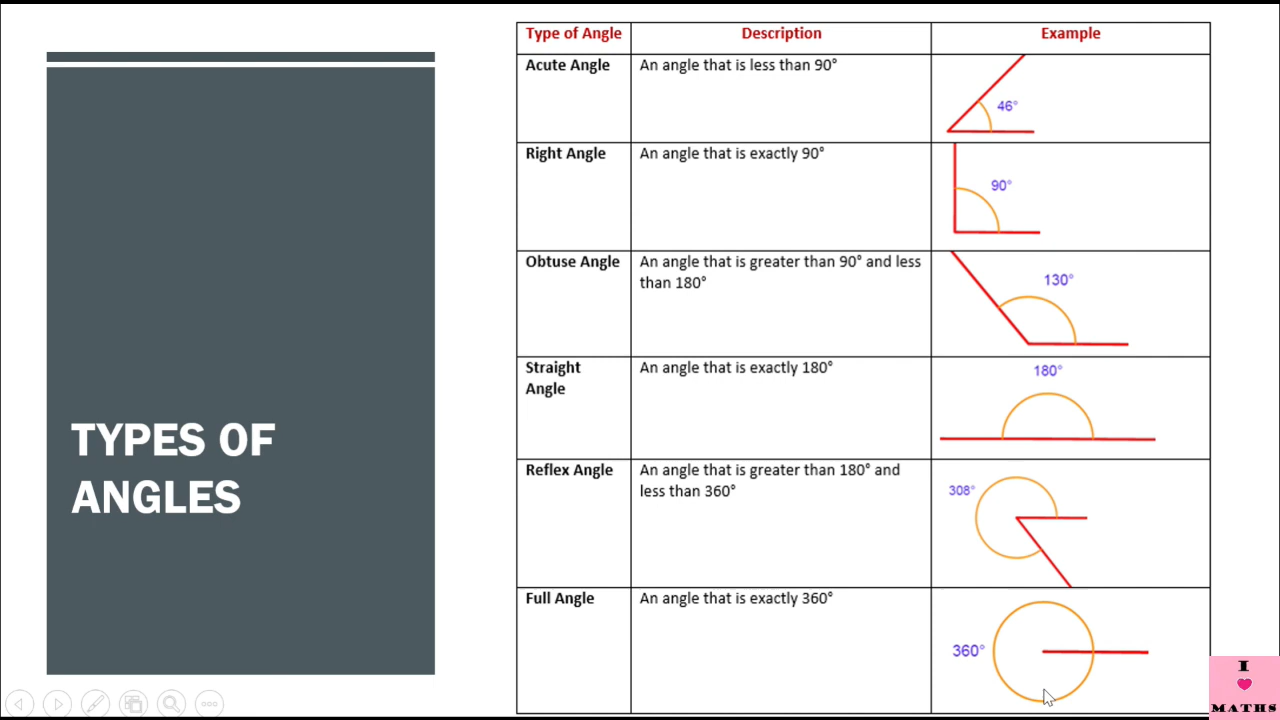 TYPES OF
ANGLES
Type of Angle Description Example
Acute Angle An angle that is less than 90°
46°
Right Angle An angle that is exactly 90°
90°
Obtuse Angle An angle that is greater than 90° and less
than 180°
130°
Straight
Angle
An angle that is exactly 180°
180°
Reflex Angle An angle that is greater than 180° and
less than 360°
308°
Full Angle An angle that is exactly 360°
360°
I
MATHS